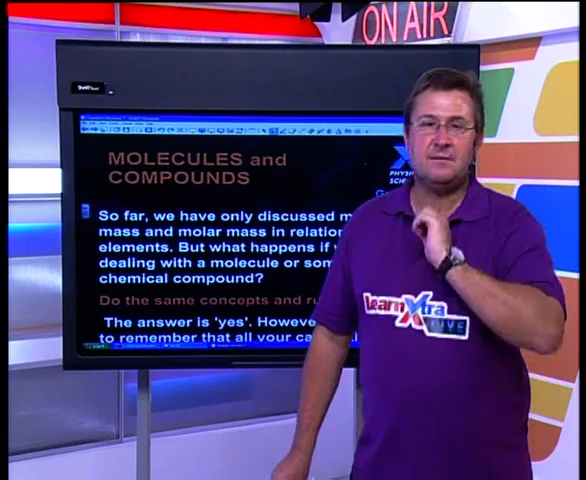 ON AIR
MOLECULES and
COMPOUNDS
PHYSI
SCIE
So far, we have only discussed m
mass and molar mass in relation
elements. But what happens if
dealing with a molecule or som
chemical compound?
Do the same concepts and ru
The answer is 'yes'. Howeve
to remember that all your ca
learn Xtra
LIVE